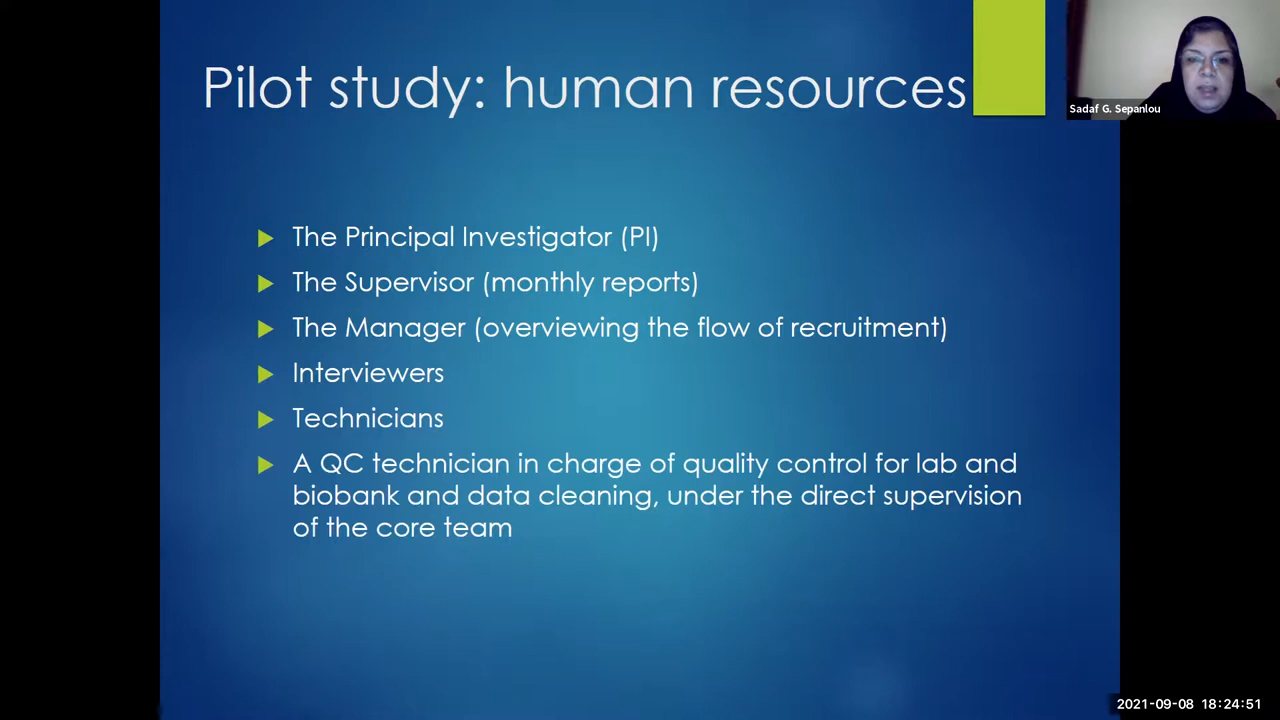 Pilot study: human resources
Sadaf G. Sepanlou
The Principal Investigator (PI)
The Supervisor (monthly reports)
The Manager (overviewing the flow of recruitment)
Interviewers
Technicians
A QC technician in charge of quality control for lab and
biobank and data cleaning, under the direct supervision
of the core team
2021-09-08 18:24:51